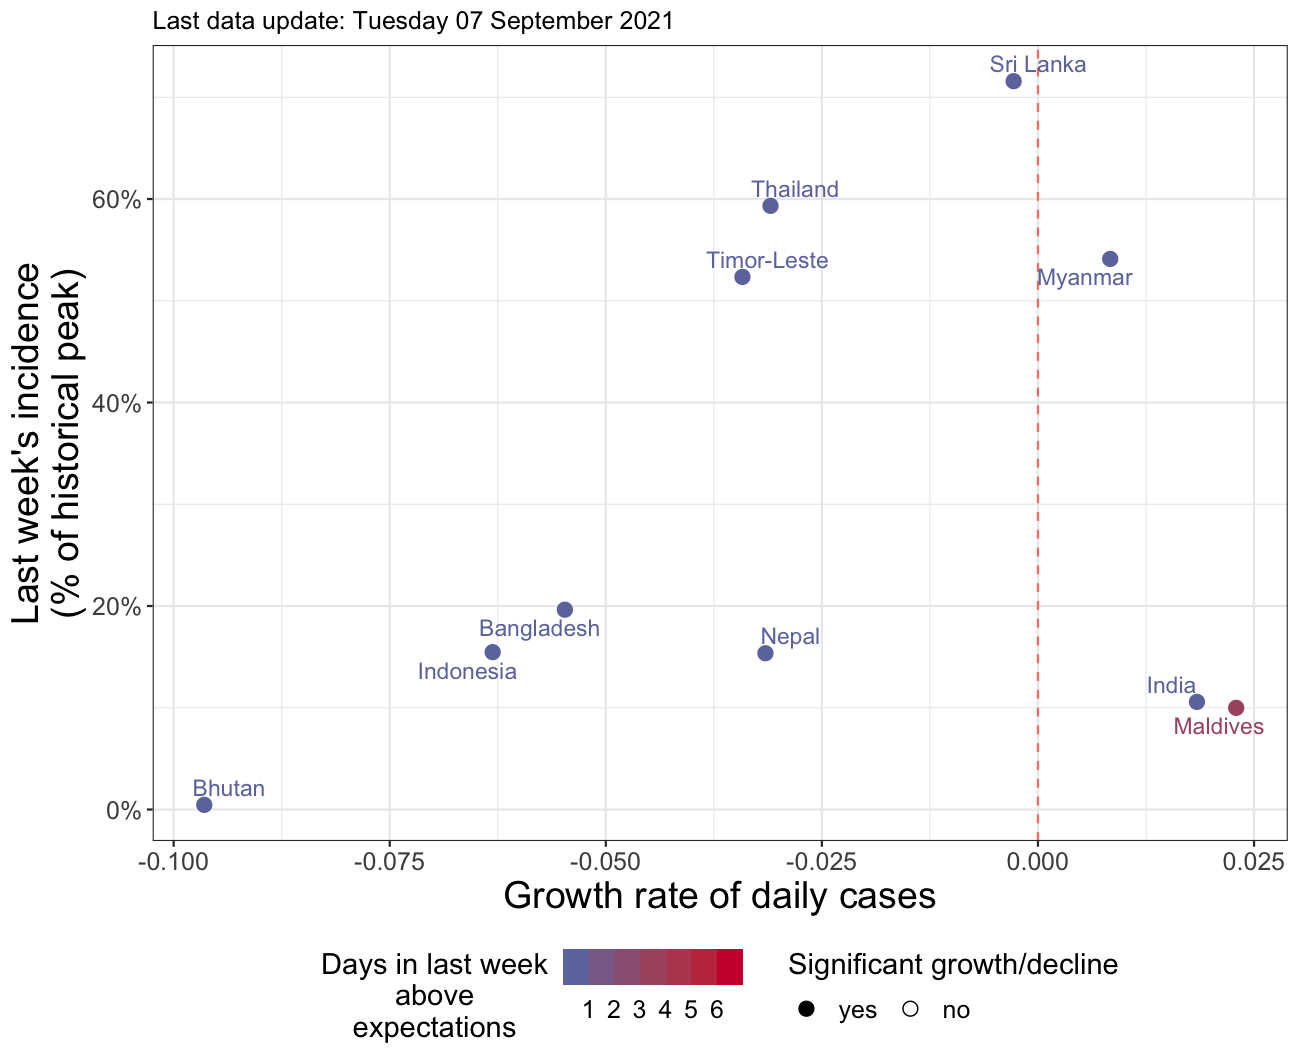 Last data update: Tuesday 07 September 2021
Sri Lanka
Thailand
Timor-Leste
Myanmar
Bangladesh
Indonesia
Nepal
India
Maldives
Bhutan
60%
40%
20%
0%
Last week's incidence
(% of historical peak)
-0.100 -0.075 -0.050 -0.025 0.000 0.025
Growth rate of daily cases
Days in last week
above
expectations
1 2 3 4 5 6
Significant growth/decline
yes no